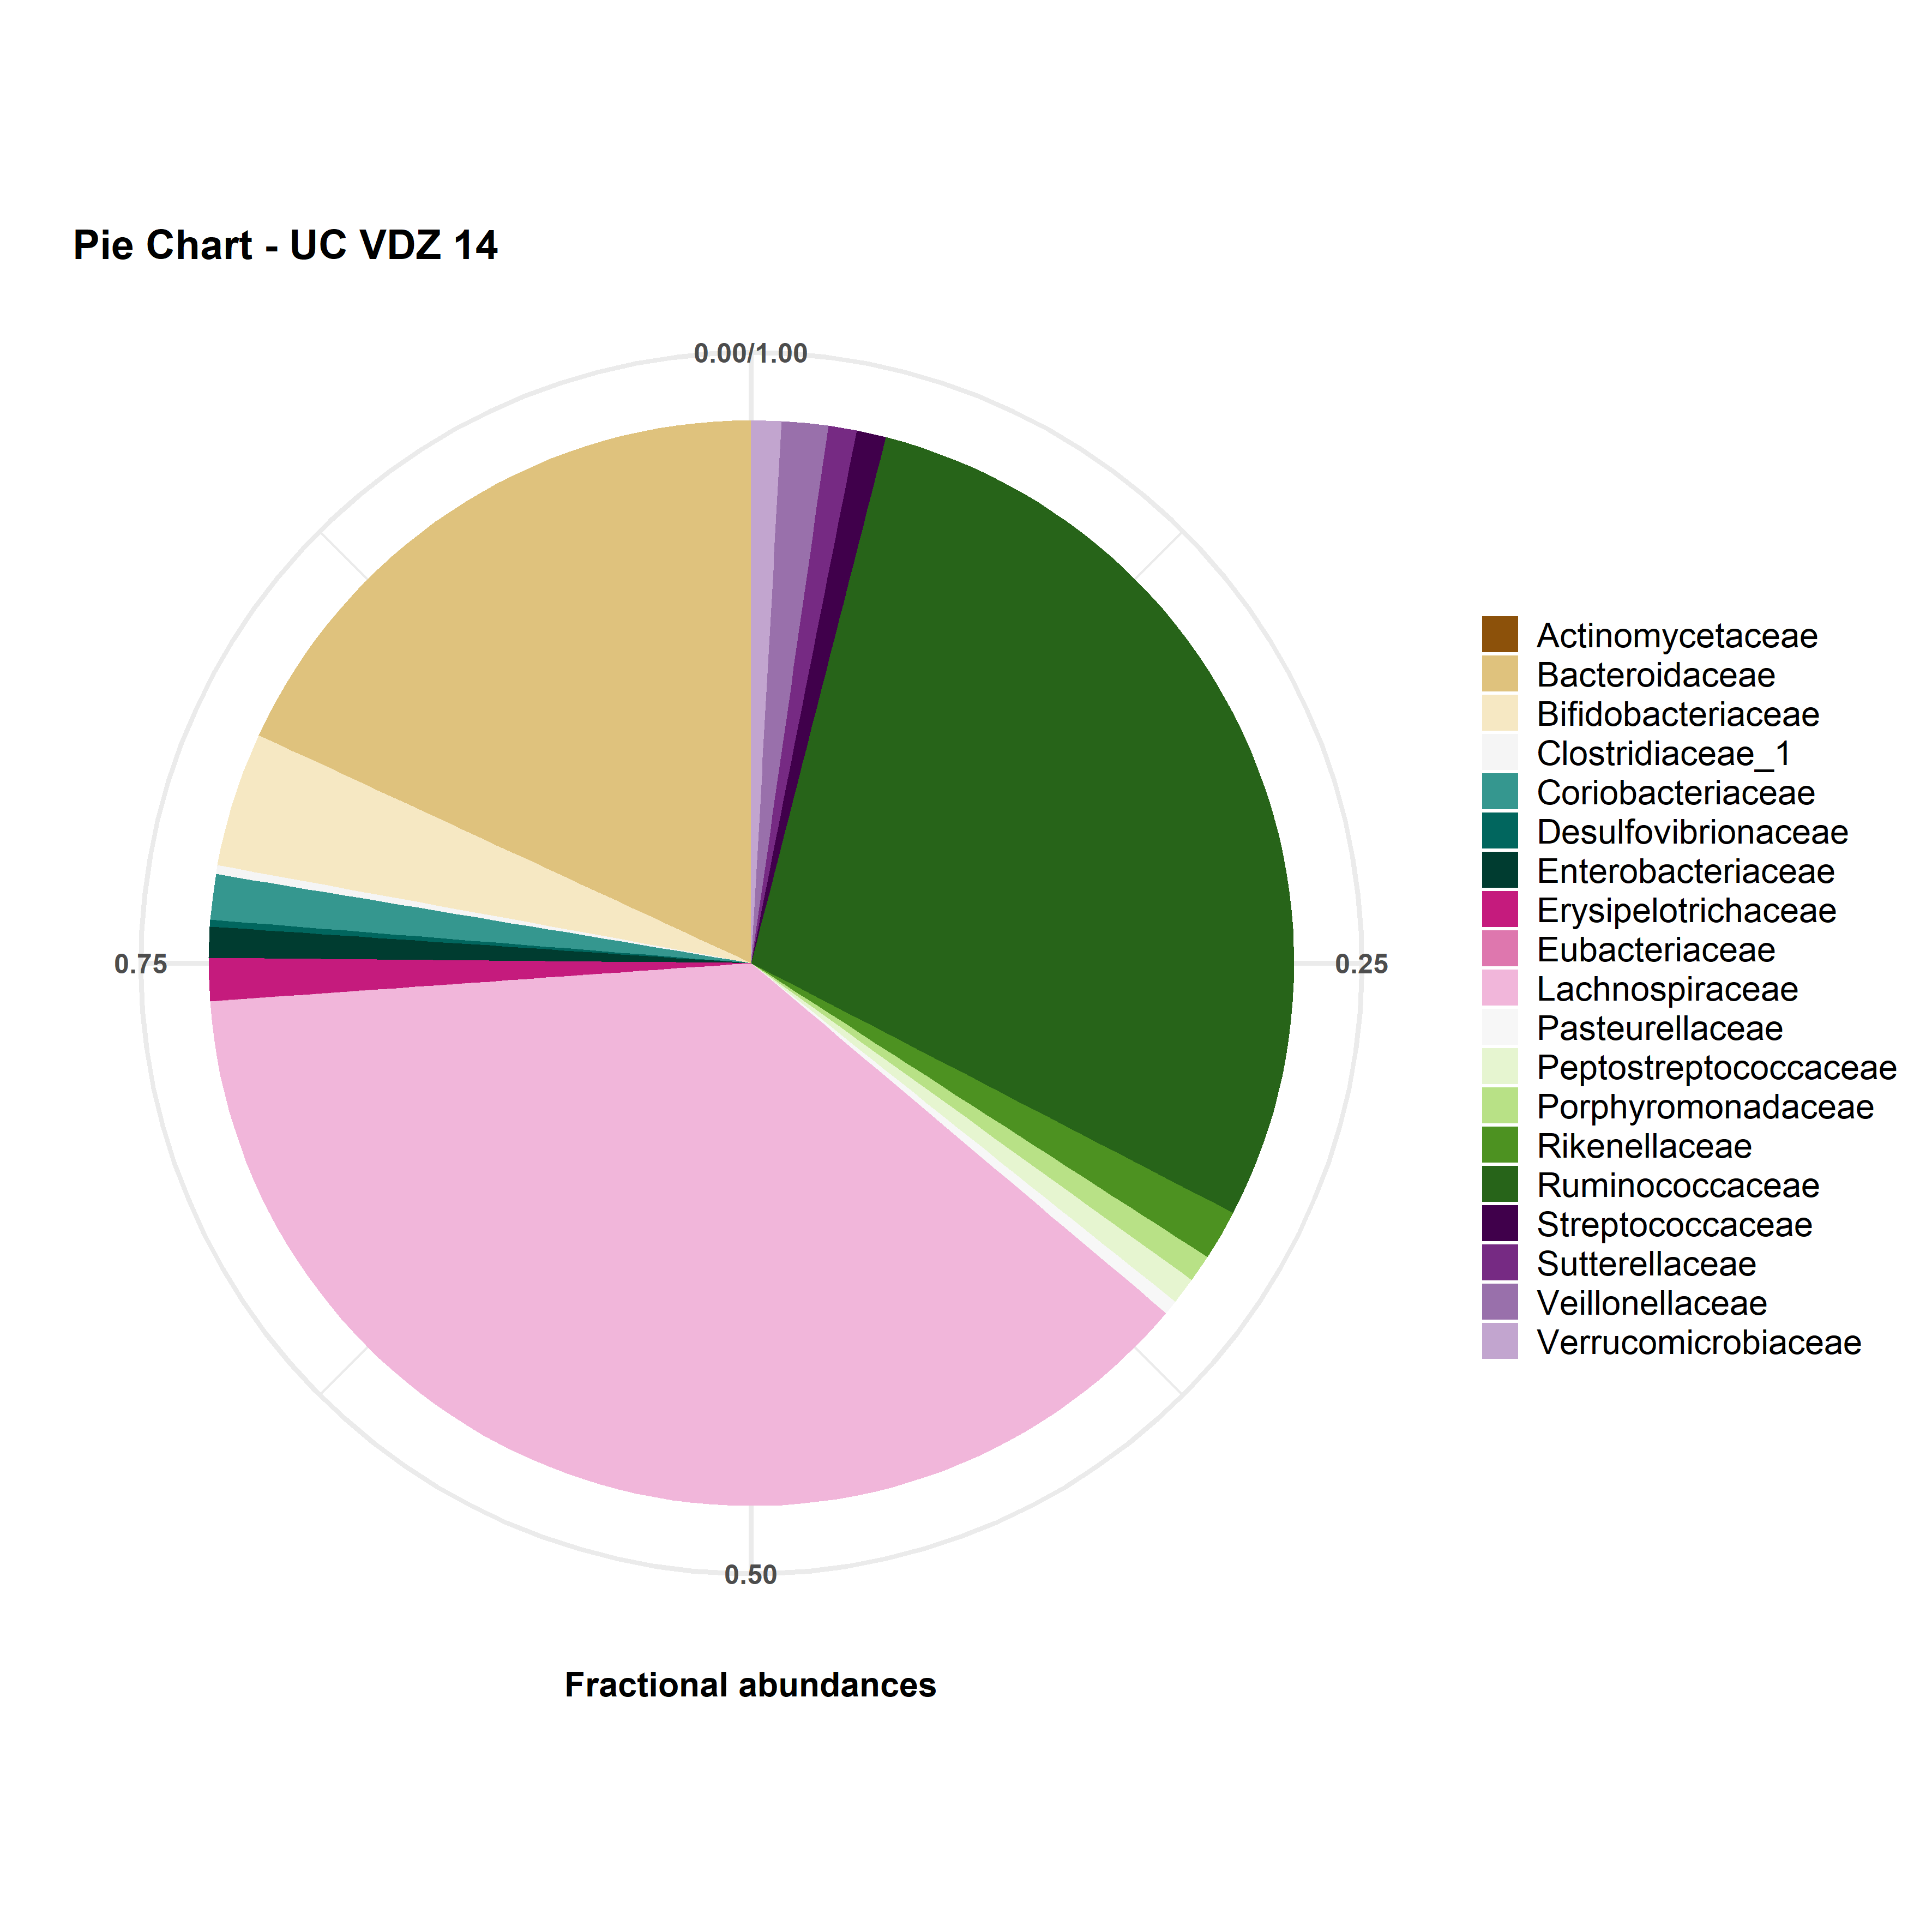 Pie Chart - UC VDZ 14
0.00/1.00
0.25
0.50
0.75
Fractional abundances
Actinomycetaceae
Bacteroidaceae
Bifidobacteriaceae
Clostridiaceae_1
Coriobacteriaceae
Desulfovibrionaceae
Enterobacteriaceae
Erysipelotrichaceae
Eubacteriaceae
Lachnospiraceae
Pasteurellaceae
Peptostreptococcaceae
Porphyromonadaceae
Rikenellaceae
Ruminococcaceae
Streptococcaceae
Sutterellaceae
Veillonellaceae
Verrucomicrobiaceae